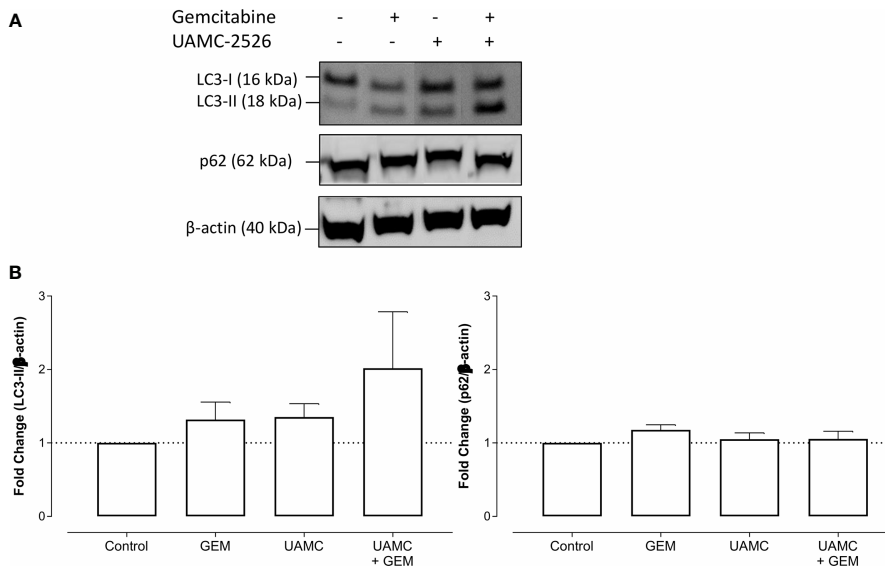 A
Gemcitabine - + - +
UAMC-2526 - - + +
LC3-I (16 kDa)
LC3-II (18 kDa)
p62 (62 kDa)
β-actin (40 kDa)
B
Fold Change (LC3-II/β-actin)
3
2
1
0
Control GEM UAMC UAMC
+ GEM
Fold Change (p62/β-actin)
3
2
1
0
Control GEM UAMC UAMC
+ GEM